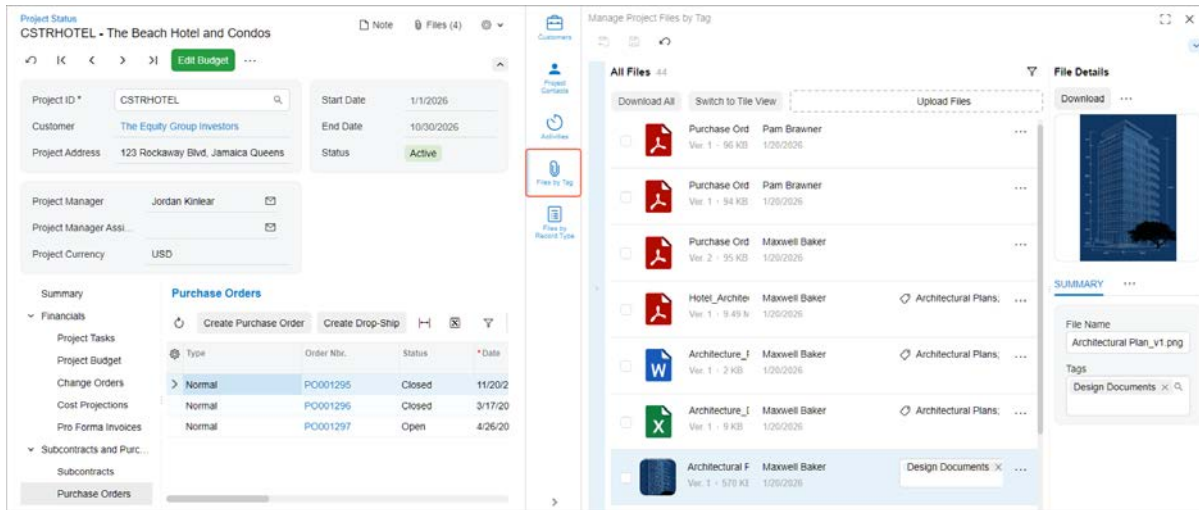 Project Status
CSTRHOTEL - The Beach Hotel and Condos
Note
Files (4)
Edit Budget
Project ID *
CSTRHOTEL
Customer
The Equity Group Investors
Project Address
123 Rockaway Blvd, Jamaica Queens
Start Date
1/1/2026
End Date
10/30/2026
Status
Active
Project Manager
Jordan Kinlear
Project Manager Assi...
Project Currency
USD
Summary
Financials
Project Tasks
Project Budget
Change Orders
Cost Projections
Pro Forma Invoices
Subcontracts and Purc...
Subcontracts
Purchase Orders
Purchase Orders
Create Purchase Order
Create Drop-Ship
Type
Order Nbr.
Status
* Date
Normal
PO001295
Closed
11/20/2
Normal
PO001296
Closed
3/17/20
Normal
PO001297
Open
4/26/20
Customers
Project Contacts
Activities
Files by Tag
Files by Record Type
Manage Project Files by Tag
All Files 44
Download All
Switch to Tile View
Upload Files
Purchase Ord
Pam Brawner
Ver. 1 - 96 KB
1/20/2026
Purchase Ord
Pam Brawner
Ver. 1 - 94 KB
1/20/2026
Purchase Ord
Maxwell Baker
Ver. 2 - 95 KB
1/20/2026
Hotel_Archite
Maxwell Baker
Architectural Plans;
Ver. 1 - 9.49 M
1/20/2026
Architecture_
Maxwell Baker
Architectural Plans;
Ver. 1 - 2 KB
1/20/2026
Architecture_
Maxwell Baker
Architectural Plans;
Ver. 1 - 9 KB
1/20/2026
Architectural F
Maxwell Baker
Design Documents
Ver. 1 - 570 KE
1/20/2026
File Details
Download
SUMMARY
File Name
Architectural Plan_v1.png
Tags
Design Documents